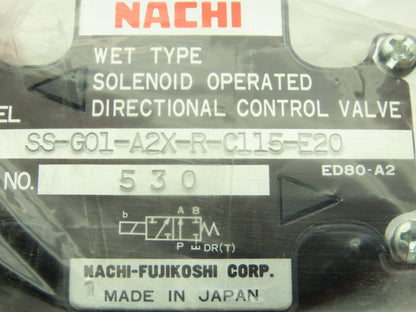 NACHI
WET TYPE
SOLENOID OPERATED
DIRECTIONAL CONTROL VALVE
EL SS-G01-A2X-R-C115-E20
NO. 530 ED80-A2
b A B
P DR(T)
NACHI-FUJIKOSHI CORP.
MADE IN JAPAN